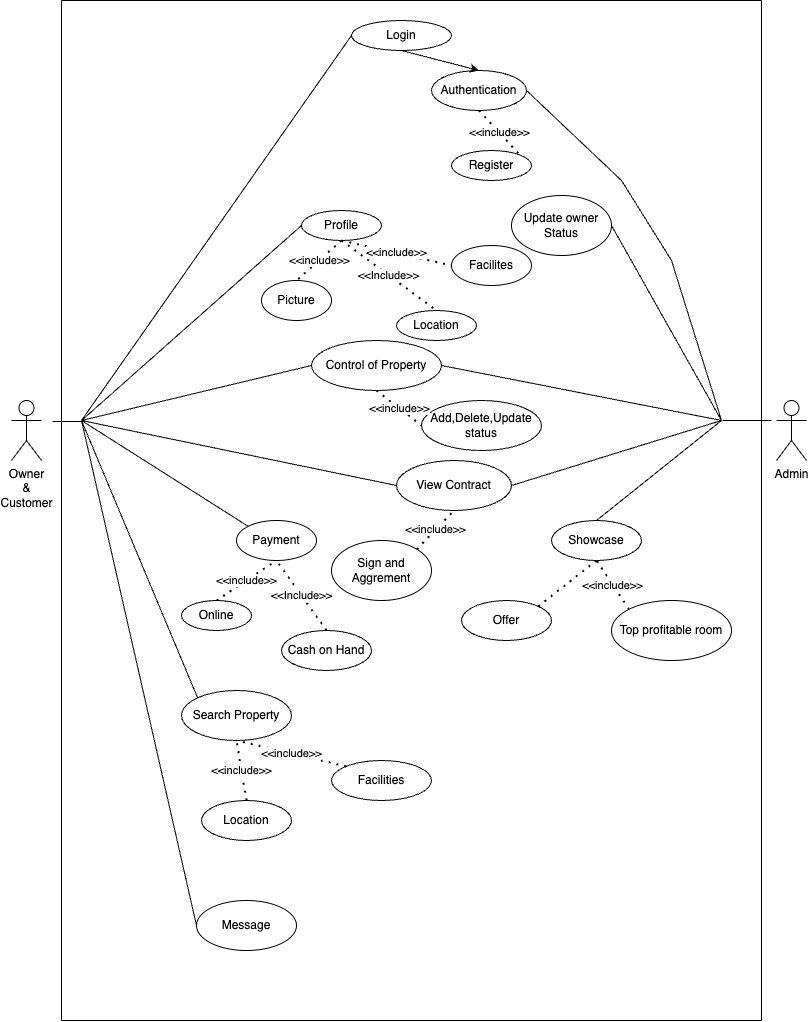 Login
Authentication
<<include>>
Register
Update owner
Status
Profile
<<include>>
<<include>>
Facilites
<<Include>>
Picture
Location
Control of Property
<<include>>
Add,Delete,Update
status
Owner
&
Customer
Admin
View Contract
<<include>>
Payment
Sign and
Aggrement
Showcase
<<include>>
<<Include>>
<<include>>
Online
Offer
Top profitable room
Cash on Hand
Search Property
<<include>>
<<include>>
Facilities
Location
Message